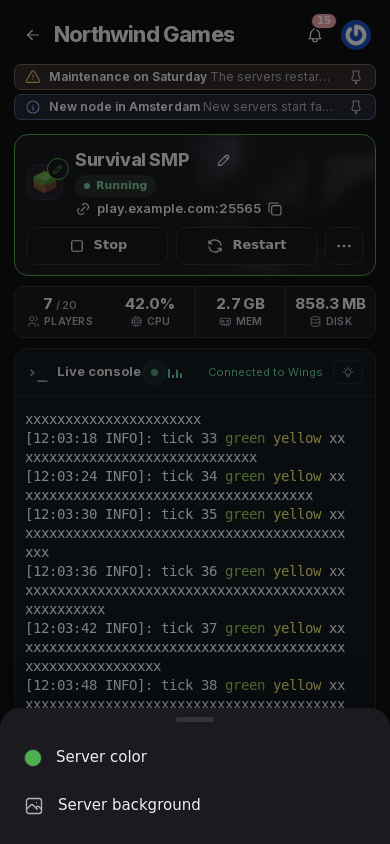 Northwind Games
15
Maintenance on Saturday The servers restar…
New node in Amsterdam New servers start fa…
Survival SMP
Running
play.example.com:25565
Stop
Restart
7 / 20
PLAYERS
42.0%
CPU
2.7 GB
MEM
858.3 MB
DISK
>_ Live console
Connected to Wings
xxxxxxxxxxxxxxxxxxxxxx
[12:03:18 INFO]: tick 33 green yellow xx
xxxxxxxxxxxxxxxxxxxxxxxxxxxxx
[12:03:24 INFO]: tick 34 green yellow xx
xxxxxxxxxxxxxxxxxxxxxxxxxxxxxxxxxxxx
[12:03:30 INFO]: tick 35 green yellow xx
xxxxxxxxxxxxxxxxxxxxxxxxxxxxxxxxxxxxxxxx
xxx
[12:03:36 INFO]: tick 36 green yellow xx
xxxxxxxxxxxxxxxxxxxxxxxxxxxxxxxxxxxxxxxx
xxxxxxxxxx
[12:03:42 INFO]: tick 37 green yellow xx
xxxxxxxxxxxxxxxxxxxxxxxxxxxxxxxxxxxxxxxx
xxxxxxxxxxxxxxxxx
[12:03:48 INFO]: tick 38 green yellow xx
xxxxxxxxxxxxxxxxxxxxxxxxxxxxxxxxxxxxxxxx
Server color
Server background